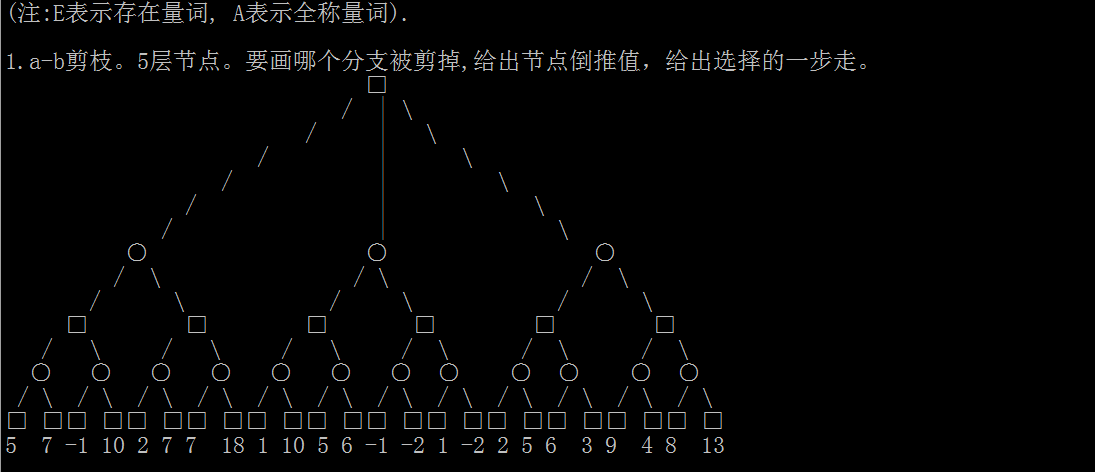 (注:E表示存在量词, A表示全称量词).
1.a-b剪枝。5层节点。要画哪个分支被剪掉,给出节点倒推值，给出选择的一步走。
5 7 -1 10 2 7 7 18 1 10 5 6 -1 -2 1 -2 2 5 6 3 9 4 8 13